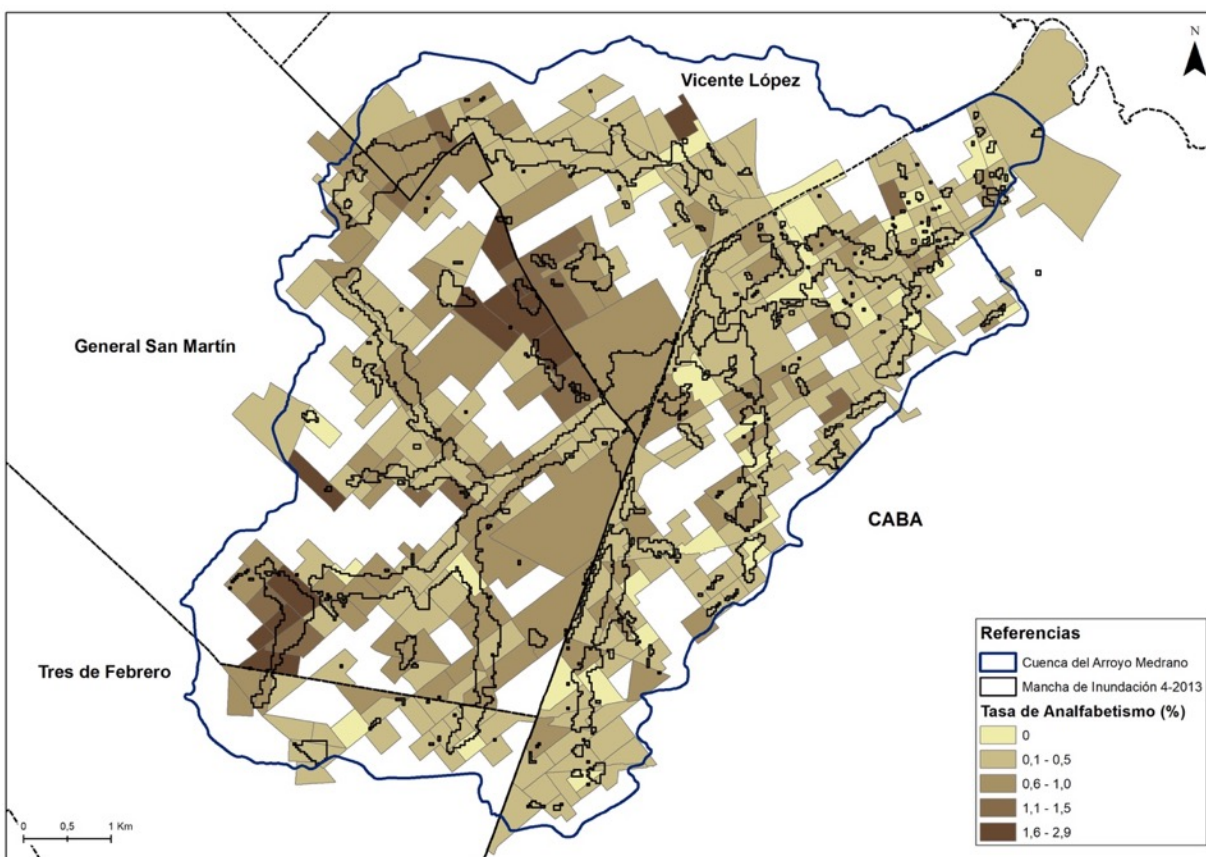 N
Vicente López
General San Martín
CABA
Tres de Febrero
Referencias
Cuenca del Arroyo Medrano
Mancha de Inundación 4-2013
Tasa de Analfabetismo (%)
0
0,1 - 0,5
0,6 - 1,0
1,1 - 1,5
1,6 - 2,9
0 0,5 1 Km